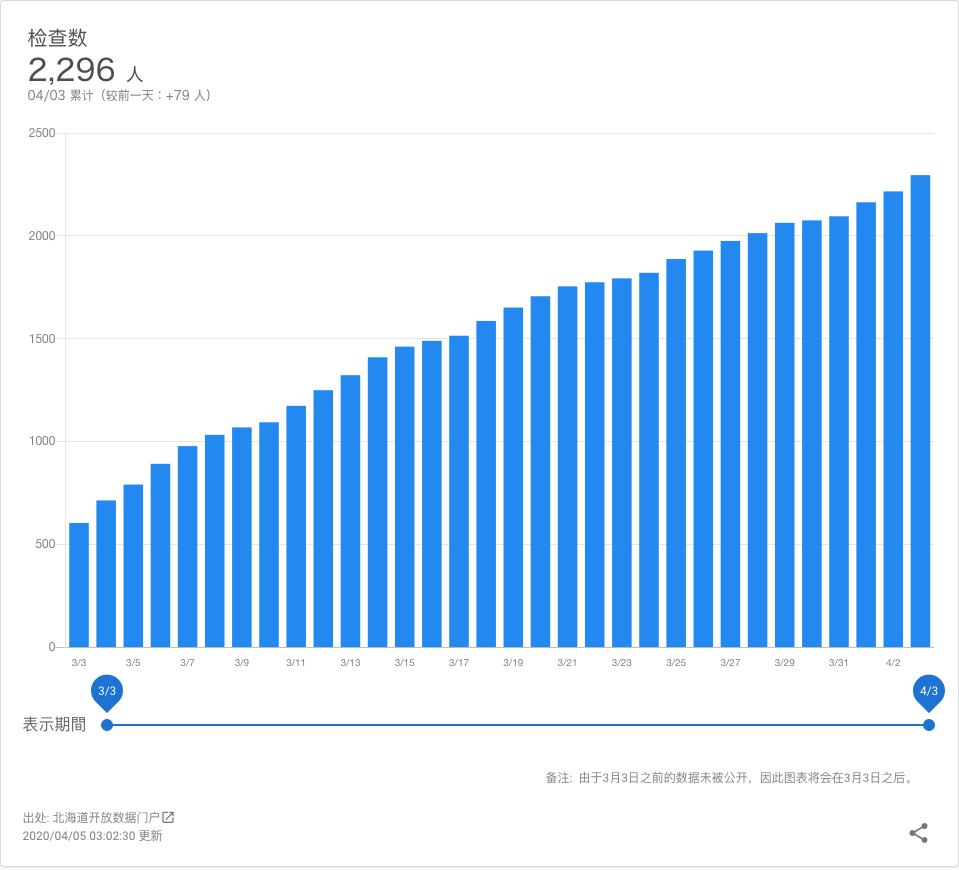 检查数
2,296 人
04/03 累计（较前一天：+79 人）
2500
2000
1500
1000
500
0
3/3 3/5 3/7 3/9 3/11 3/13 3/15 3/17 3/19 3/21 3/23 3/25 3/27 3/29 3/31 4/2
3/3 4/3
表示期間
备注: 由于3月3日之前的数据未被公开，因此图表将会在3月3日之后。
出处: 北海道开放数据门户
2020/04/05 03:02:30 更新